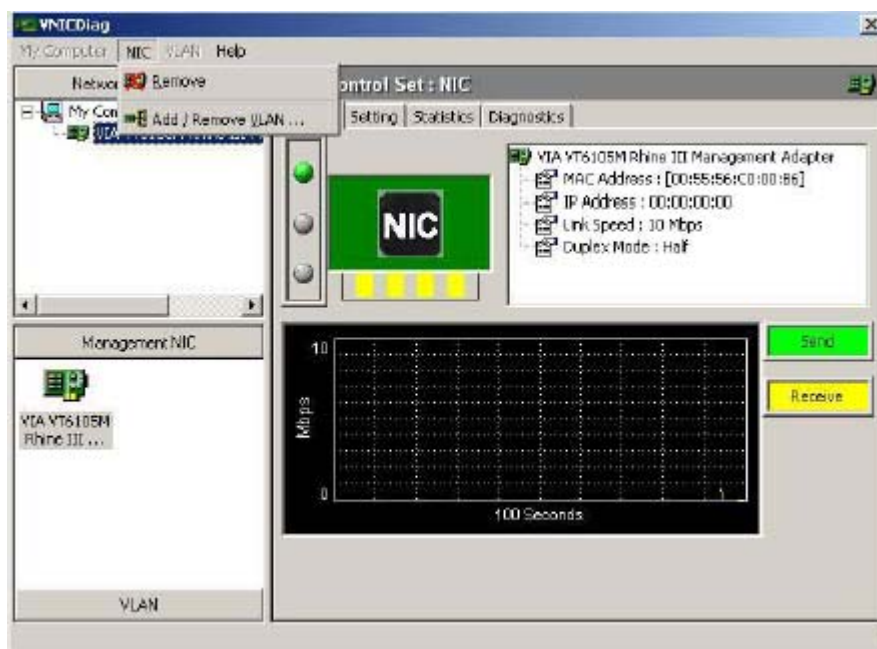 VNICDiag
My Computer NIC VLAN Help
Remove
Add / Remove VLAN ...
ontrol Set : NIC
Setting Statistics Diagnostics
My Con
NIC
VIA VT6105M Rhine III Management Adapter
MAC Address : [00:55:56:C0:00:86]
IP Address : 00:00:00:00
Link Speed : 10 Mbps
Duplex Mode : Half
Management NIC
VIA VT6105M
Rhine III ...
10
Mbps
0
100 Seconds
Send
Receive
VLAN